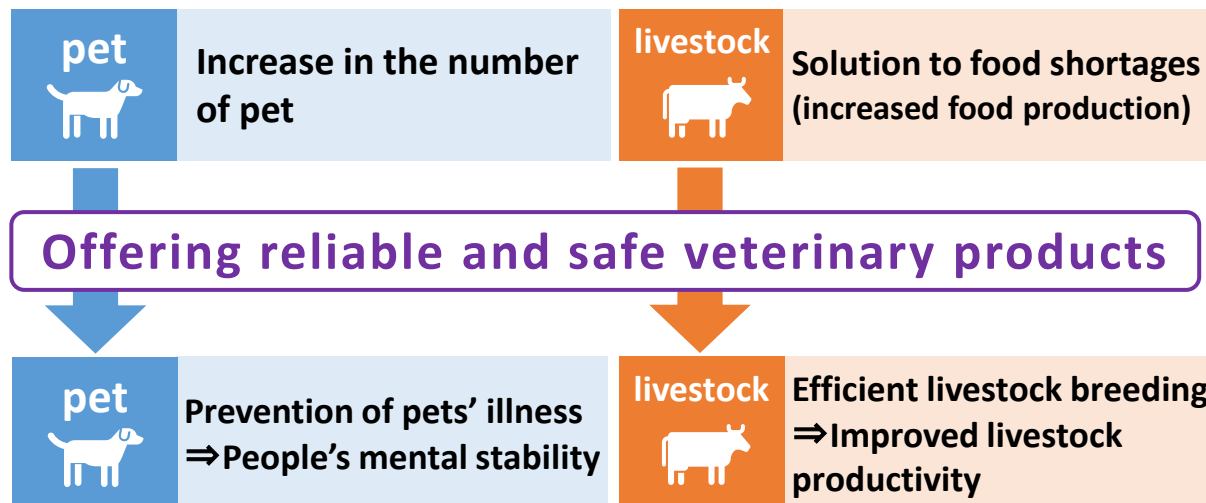 pet
Increase in the number
of pet
livestock
Solution to food shortages
(increased food production)
Offering reliable and safe veterinary products
pet
Prevention of pets’ illness
⇒People’s mental stability
livestock
Efficient livestock breeding
⇒Improved livestock
productivity